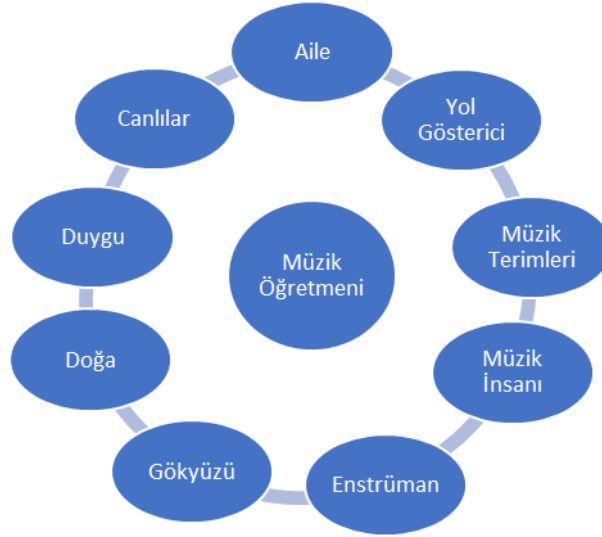 Aile
Yol
Gösterici
Müzik
Terimleri
Müzik
İnsanı
Enstrüman
Gökyüzü
Doğa
Duygu
Canlılar
Müzik
Öğretmeni